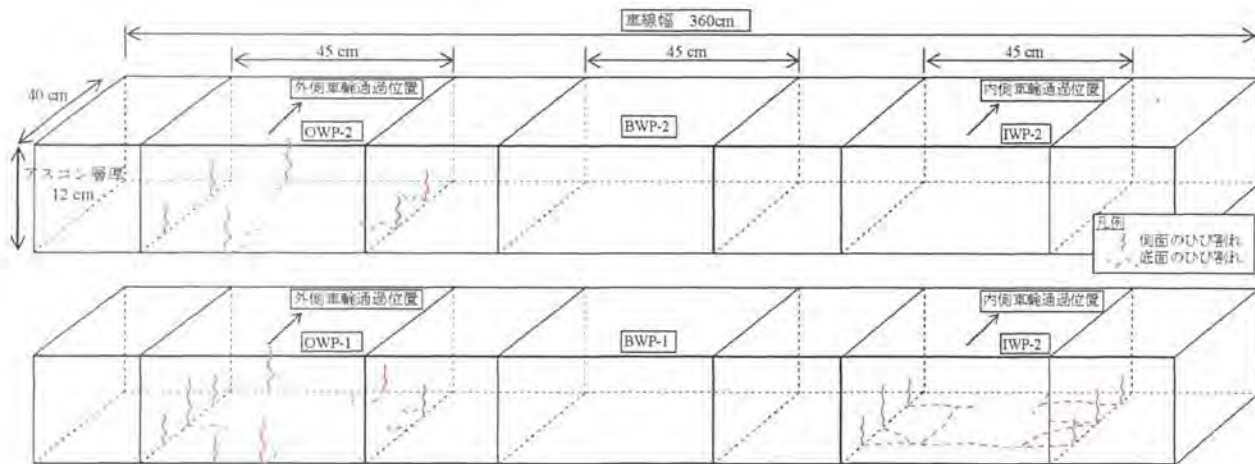 車線幅 360cm
45 cm
45 cm
45 cm
40 cm
外側車輪通過位置
内側車輪通過位置
OWP-2
BWP-2
IWP-2
アスコン層厚
12 cm
凡例
側面のひび割れ
底面のひび割れ
外側車輪通過位置
内側車輪通過位置
OWP-1
BWP-1
IWP-2